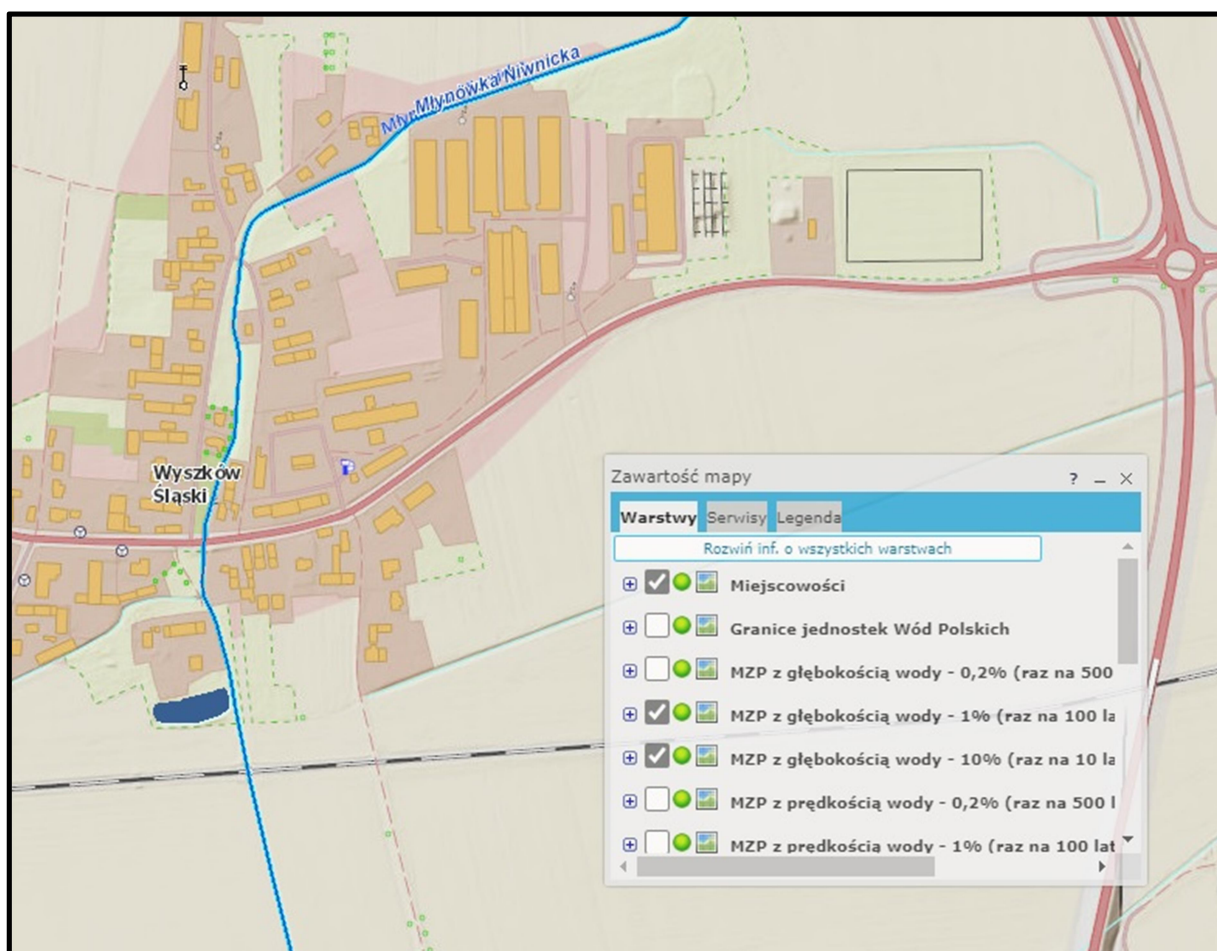 Młynówka Niwnicka
Wyszków
Śląski
Zawartość mapy
? _ ×
Warstwy Serwisy Legenda
Rozwiń inf. o wszystkich warstwach
Miejscowości
Granice jednostek Wód Polskich
MZP z głębokością wody - 0,2% (raz na 500
MZP z głębokością wody - 1% (raz na 100 la
MZP z głębokością wody - 10% (raz na 10 la
MZP z prędkością wody - 0,2% (raz na 500 l
MZP z prędkością wody - 1% (raz na 100 lat